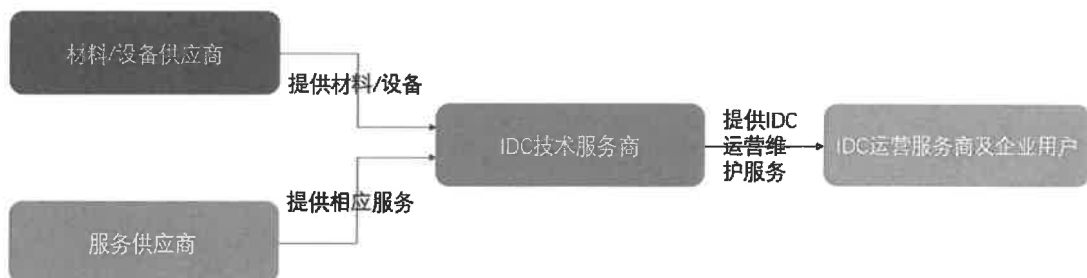 材料/设备供应商
提供材料/设备
IDC技术服务商
提供IDC
运营维
护服务
IDC运营服务商及企业用户
提供相应服务
服务供应商